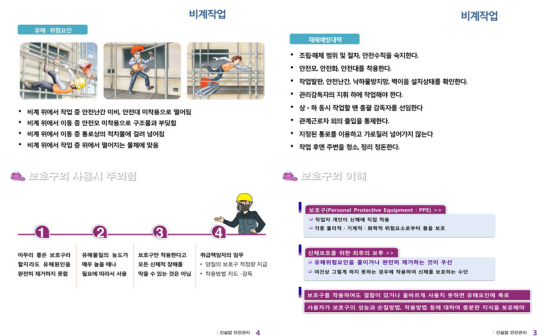 비계작업
유해 · 위험요인
• 비계 위에서 작업 중 안전난간 미비, 안전대 미착용으로 떨어짐
• 비계 위에서 이동 중 안전모 미착용으로 구조물과 부딪힘
• 비계 위에서 이동 중 통로상의 적치물에 걸려 넘어짐
• 비계 위에서 작업 중 위에서 떨어지는 물체에 맞음
비계작업
재해예방대책
• 조립·해체 범위 및 절차, 안전수칙을 숙지한다.
• 안전모, 안전화, 안전대를 착용한다.
• 작업발판, 안전난간, 낙하물방지망, 벽이음 설치상태를 확인한다.
• 관리감독자의 지휘 하에 작업해야 한다.
• 상·하 동시 작업할 땐 총괄 감독자를 선임한다
• 관계근로자 외의 출입을 통제한다.
• 지정된 통로를 이용하고 가로질러 넘어가지 않는다
• 작업 후엔 주변을 청소, 정리 정돈한다.
보호구의 사용시 주의점
1 2 3 4
아무리 좋은 보호구라
할지라도 유해원인을
완전히 제거하지 못함
유해물질의 농도가
매우 높을 때나
필요에 따라서 사용
보호구만 착용한다고
모든 신체적 장해를
막을 수 있는 것은 아님
취급책임자의 임무
• 양질의 보호구 적정량 지급
• 착용방법 지도·감독
/ 건설업 안전관리 4
보호구의 이해
보호구(Personal Protective Equipment : PPE) >>
작업자 개인이 신체에 직접 착용
각종 물리적·기계적·화학적 위험요소로부터 몸을 보호
신체보호를 위한 최후의 보루 >>
유해위험요인을 줄이거나 완전히 제거하는 것이 우선
여건상 그렇게 하지 못하는 경우에 착용하여 신체를 보호하는 수단
보호구를 착용하여도 결함이 있거나 올바르게 사용치 못하면 유해요인에 폭로
사용자가 보호구의 성능과 손질방법, 착용방법 등에 대하여 충분한 지식을 보유해야
/ 건설업 안전관리 3